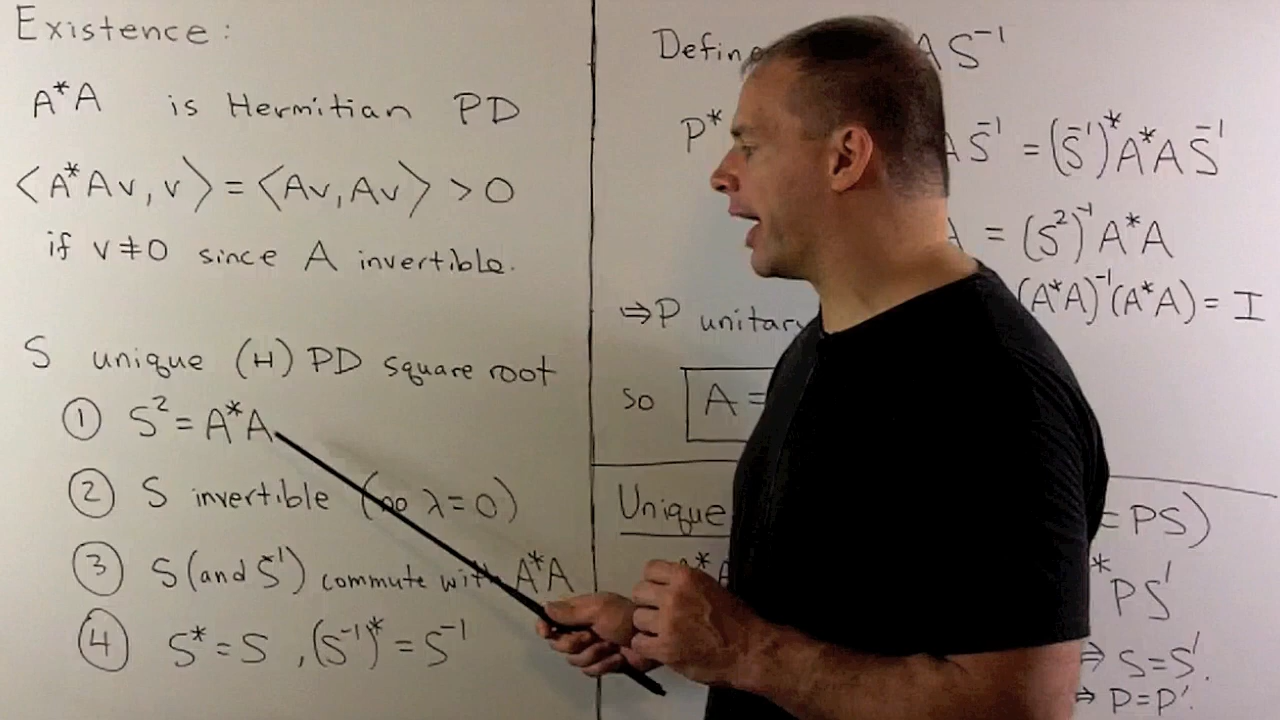 Existence:
A*A is Hermitian PD
⟨A*Av, v⟩ = ⟨Av, Av⟩ > 0
if v≠0 since A invertible.
S unique (H) PD square root
① S² = A*A
② S invertible (no λ=0)
③ S (and S⁻¹) commute with A*A
④ S* = S, (S⁻¹)* = S⁻¹
Define A S⁻¹
P* A S⁻¹ = (S⁻¹)* A*A S⁻¹
A = (S²)⁻¹ A*A
(A*A)⁻¹(A*A) = I
⇒ P unitary
so A =
Unique = PS)
*A * PS'
⇒ S = S'.
⇒ P = P'.